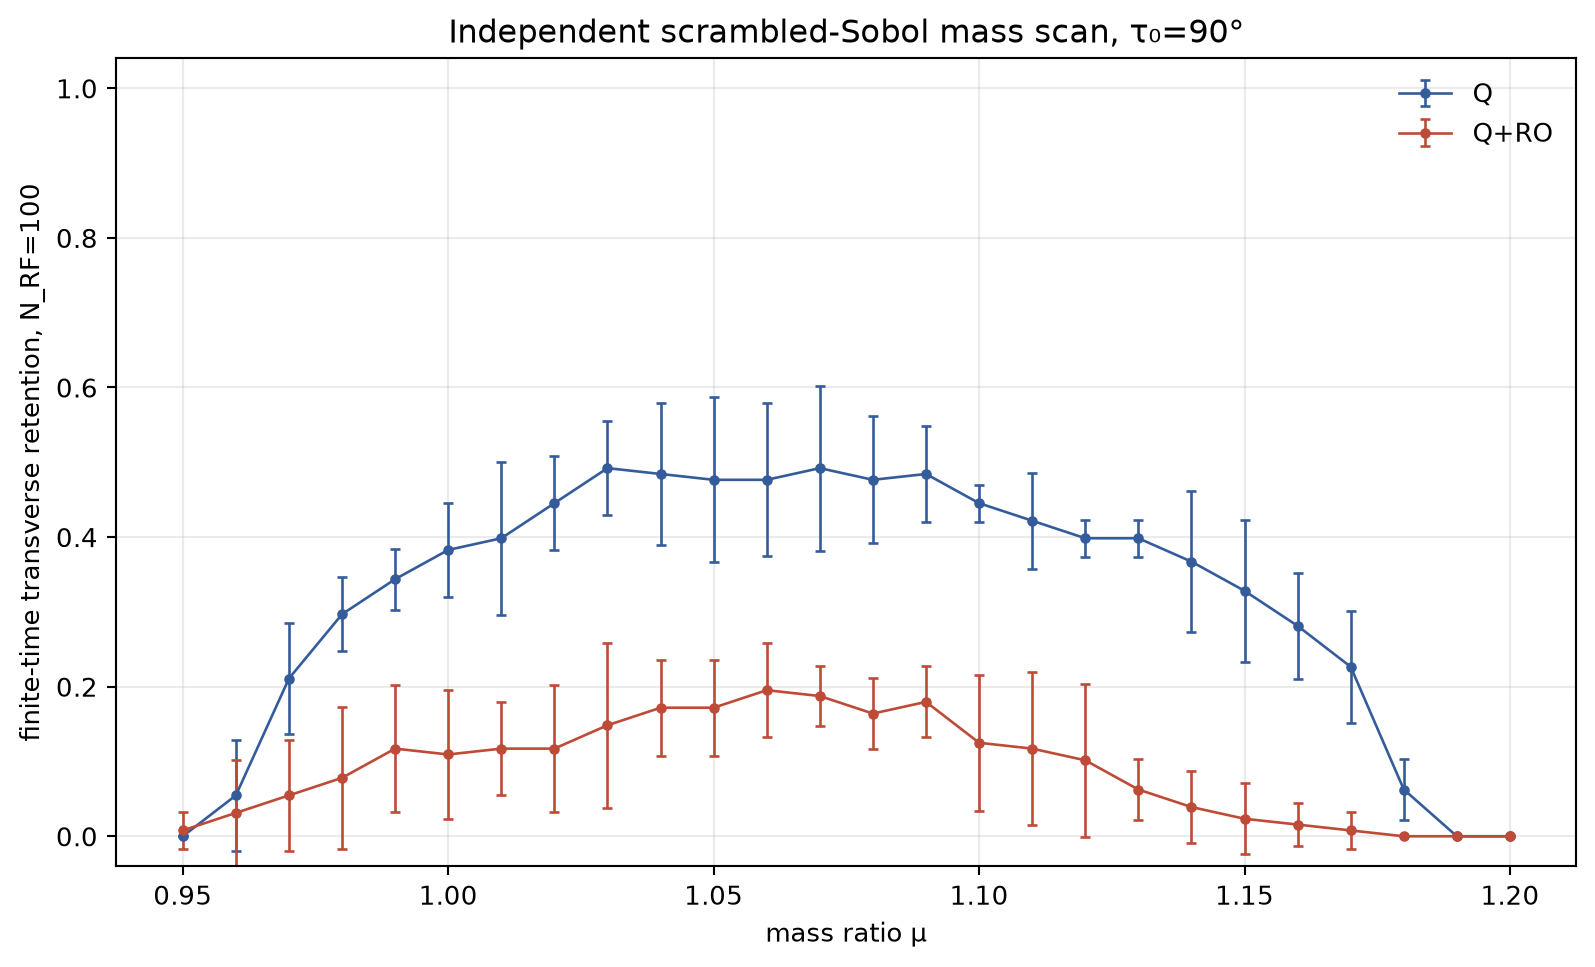 Independent scrambled-Sobol mass scan, τ₀=90°
Q
Q+RO
finite-time transverse retention, N_RF=100
1.0
0.8
0.6
0.4
0.2
0.0
0.95
1.00
1.05
1.10
1.15
1.20
mass ratio μ